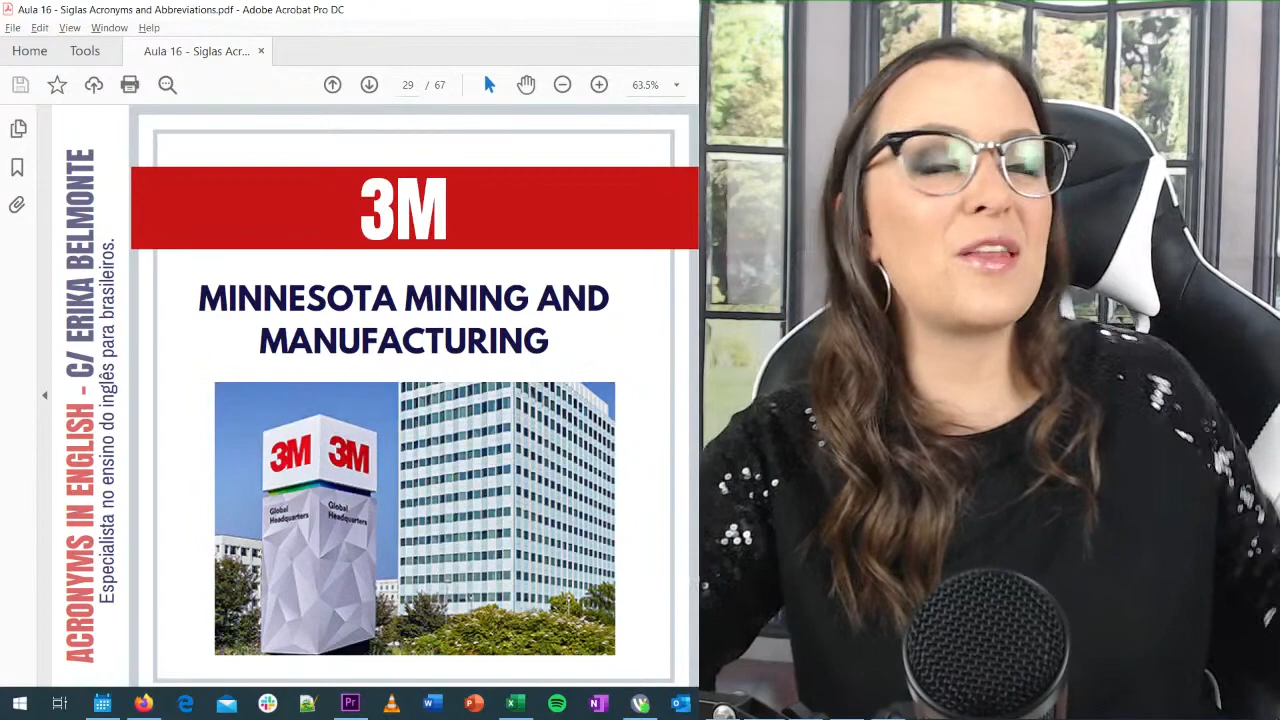 Aula 16 - Siglas Acronyms and Abbreviations.pdf - Adobe Acrobat Pro DC
File Edit View Window Help
Home Tools Aula 16 - Siglas Acr... ×
29 / 67 63.5%
ACRONYMS IN ENGLISH - C/ ERIKA BELMONTE
Especialista no ensino do inglês para brasileiros.
3M
MINNESOTA MINING AND
MANUFACTURING
3M 3M
Global Global
Headquarters Headquarters